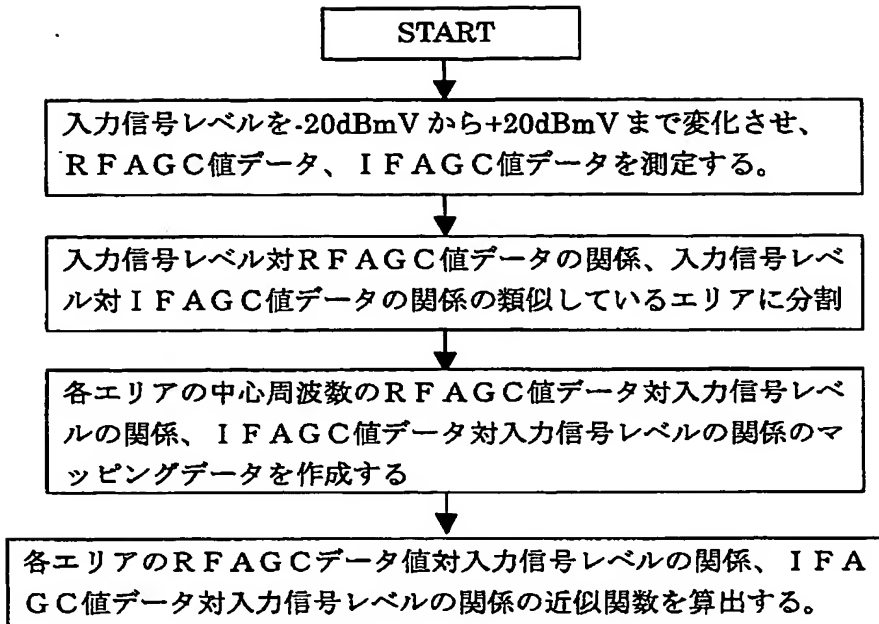 START
入力信号レベルを-20dBmVから+20dBmVまで変化させ、
ＲＦＡＧＣ値データ、ＩＦＡＧＣ値データを測定する。
入力信号レベル対ＲＦＡＧＣ値データの関係、入力信号レベ
ル対ＩＦＡＧＣ値データの関係の類似しているエリアに分割
各エリアの中心周波数のＲＦＡＧＣ値データ対入力信号レベ
ルの関係、ＩＦＡＧＣ値データ対入力信号レベルの関係のマ
ッピングデータを作成する
各エリアのＲＦＡＧＣデータ値対入力信号レベルの関係、ＩＦＡ
ＧＣ値データ対入力信号レベルの関係の近似関数を算出する。